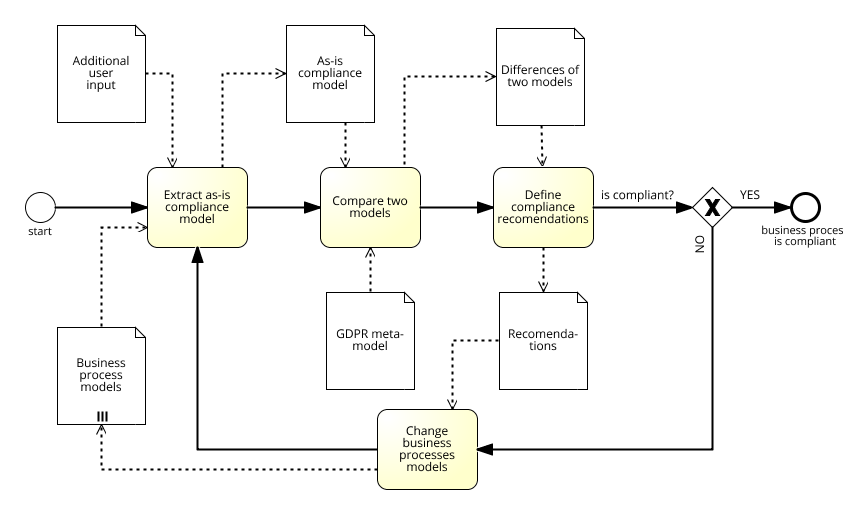 Additional
user
input
As-is
compliance
model
Differences of
two models
Extract as-is
compliance
model
Compare two
models
Define
compliance
recomendations
is compliant?
YES
start
business proces
is compliant
NO
GDPR meta-
model
Recomenda-
tions
Business
process
models
Change
business
processes
models